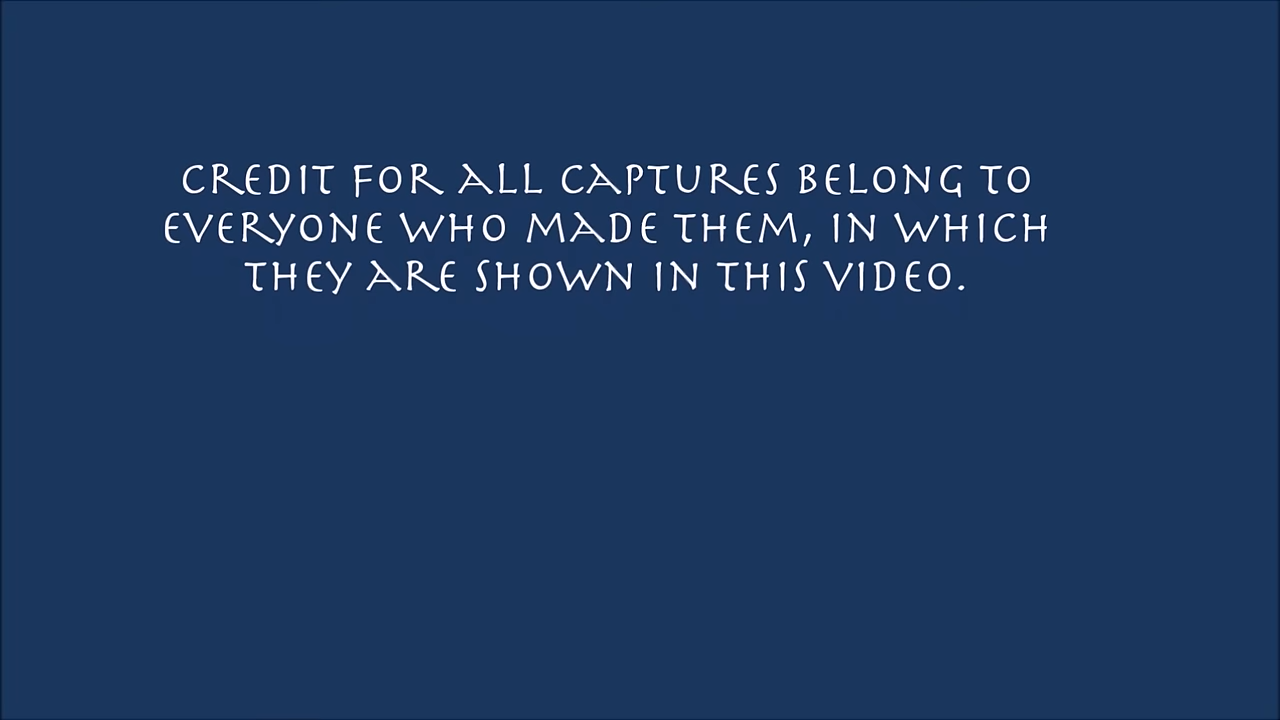 CREDIT FOR ALL CAPTURES BELONG TO
EVERYONE WHO MADE THEM, IN WHICH
THEY ARE SHOWN IN THIS VIDEO.